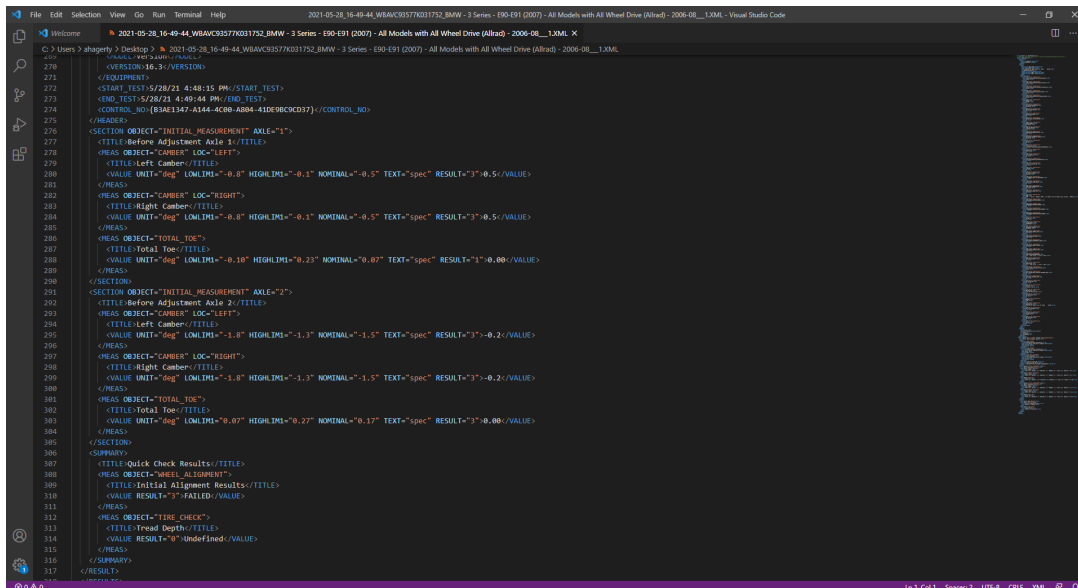 File Edit Selection View Go Run Terminal Help
2021-05-28_16-49-44_WBAVC93577K031752_BMW - 3 Series - E90-E91 (2007) - All Models with All Wheel Drive (Allrad) - 2006-08___1.XML - Visual Studio Code
Welcome
2021-05-28_16-49-44_WBAVC93577K031752_BMW - 3 Series - E90-E91 (2007) - All Models with All Wheel Drive (Allrad) - 2006-08___1.XML
C: > Users > ahagerty > Desktop > 2021-05-28_16-49-44_WBAVC93577K031752_BMW - 3 Series - E90-E91 (2007) - All Models with All Wheel Drive (Allrad) - 2006-08___1.XML
269 <MODEL>Version</MODEL>
270 <VERSION>16.3</VERSION>
271 </EQUIPMENT>
272 <START_TEST>5/28/21 4:48:15 PM</START_TEST>
273 <END_TEST>5/28/21 4:49:44 PM</END_TEST>
274 <CONTROL_NO>{B3AE1347-A144-4C00-A804-41DE9BC9CD37}</CONTROL_NO>
275 </HEADER>
276 <SECTION OBJECT="INITIAL_MEASUREMENT" AXLE="1">
277 <TITLE>Before Adjustment Axle 1</TITLE>
278 <MEAS OBJECT="CAMBER" LOC="LEFT">
279 <TITLE>Left Camber</TITLE>
280 <VALUE UNIT="deg" LOWLIM1="-0.8" HIGHLIM1="-0.1" NOMINAL="-0.5" TEXT="spec" RESULT="3">0.5</VALUE>
281 </MEAS>
282 <MEAS OBJECT="CAMBER" LOC="RIGHT">
283 <TITLE>Right Camber</TITLE>
284 <VALUE UNIT="deg" LOWLIM1="-0.8" HIGHLIM1="-0.1" NOMINAL="-0.5" TEXT="spec" RESULT="3">0.5</VALUE>
285 </MEAS>
286 <MEAS OBJECT="TOTAL_TOE">
287 <TITLE>Total Toe</TITLE>
288 <VALUE UNIT="deg" LOWLIM1="-0.10" HIGHLIM1="0.23" NOMINAL="0.07" TEXT="spec" RESULT="1">0.00</VALUE>
289 </MEAS>
290 </SECTION>
291 <SECTION OBJECT="INITIAL_MEASUREMENT" AXLE="2">
292 <TITLE>Before Adjustment Axle 2</TITLE>
293 <MEAS OBJECT="CAMBER" LOC="LEFT">
294 <TITLE>Left Camber</TITLE>
295 <VALUE UNIT="deg" LOWLIM1="-1.8" HIGHLIM1="-1.3" NOMINAL="-1.5" TEXT="spec" RESULT="3">-0.2</VALUE>
296 </MEAS>
297 <MEAS OBJECT="CAMBER" LOC="RIGHT">
298 <TITLE>Right Camber</TITLE>
299 <VALUE UNIT="deg" LOWLIM1="-1.8" HIGHLIM1="-1.3" NOMINAL="-1.5" TEXT="spec" RESULT="3">-0.2</VALUE>
300 </MEAS>
301 <MEAS OBJECT="TOTAL_TOE">
302 <TITLE>Total Toe</TITLE>
303 <VALUE UNIT="deg" LOWLIM1="0.07" HIGHLIM1="0.27" NOMINAL="0.17" TEXT="spec" RESULT="3">0.00</VALUE>
304 </MEAS>
305 </SECTION>
306 <SUMMARY>
307 <TITLE>Quick Check Results</TITLE>
308 <MEAS OBJECT="WHEEL_ALIGNMENT">
309 <TITLE>Initial Alignment Results</TITLE>
310 <VALUE RESULT="3">FAILED</VALUE>
311 </MEAS>
312 <MEAS OBJECT="TIRE_CHECK">
313 <TITLE>Tread Depth</TITLE>
314 <VALUE RESULT="0">Undefined</VALUE>
315 </MEAS>
316 </SUMMARY>
317 </RESULT>
0 0
Ln 1, Col 1 Spaces: 2 UTF-8 CRLF XML